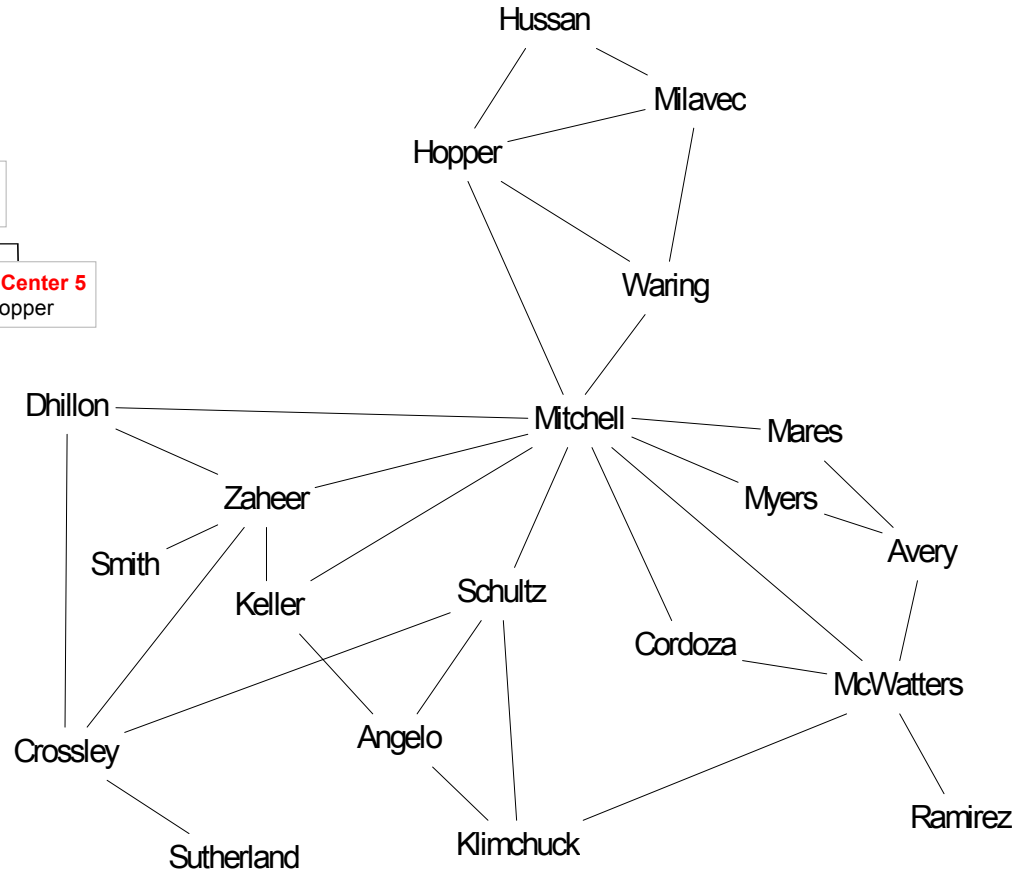 Hussan
Milavec
Hopper
Waring
Center 5
opper
Dhillon
Mitchell
Mares
Zaheer
Myers
Smith
Avery
Keller
Schultz
Cordoza
McWatters
Crossley
Angelo
Ramirez
Sutherland
Klimchuck